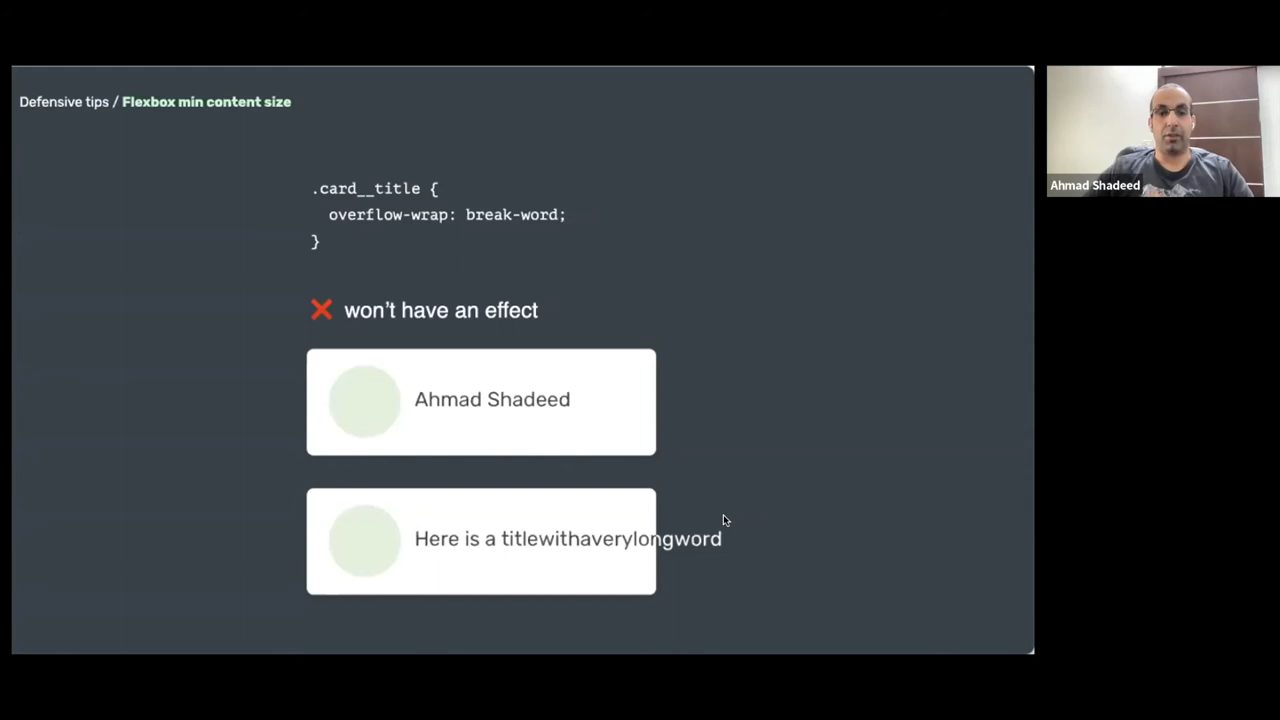 Defensive tips / Flexbox min content size
.card__title {
overflow-wrap: break-word;
}
❌ won't have an effect
Ahmad Shadeed
Here is a titlewithaverylongword
Ahmad Shadeed